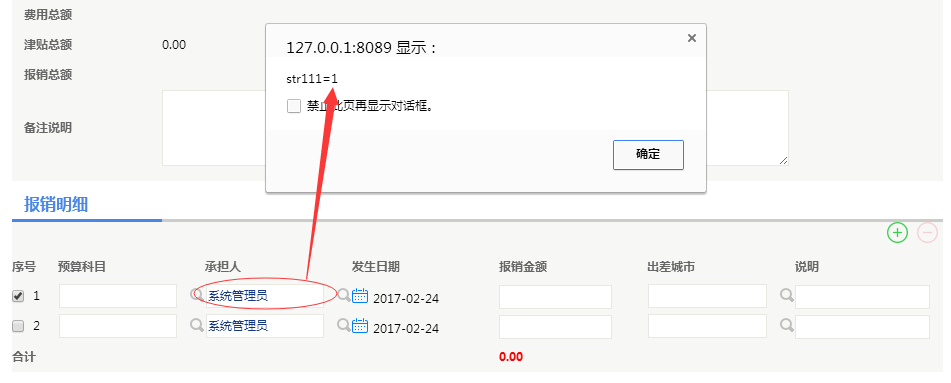 费用总额
津贴总额 0.00
报销总额
备注说明
127.0.0.1:8089 显示：
str111=1
禁止此页再显示对话框。
确定
报销明细
序号 预算科目 承担人 发生日期 报销金额 出差城市 说明
1 系统管理员 2017-02-24
2 系统管理员 2017-02-24
合计 0.00